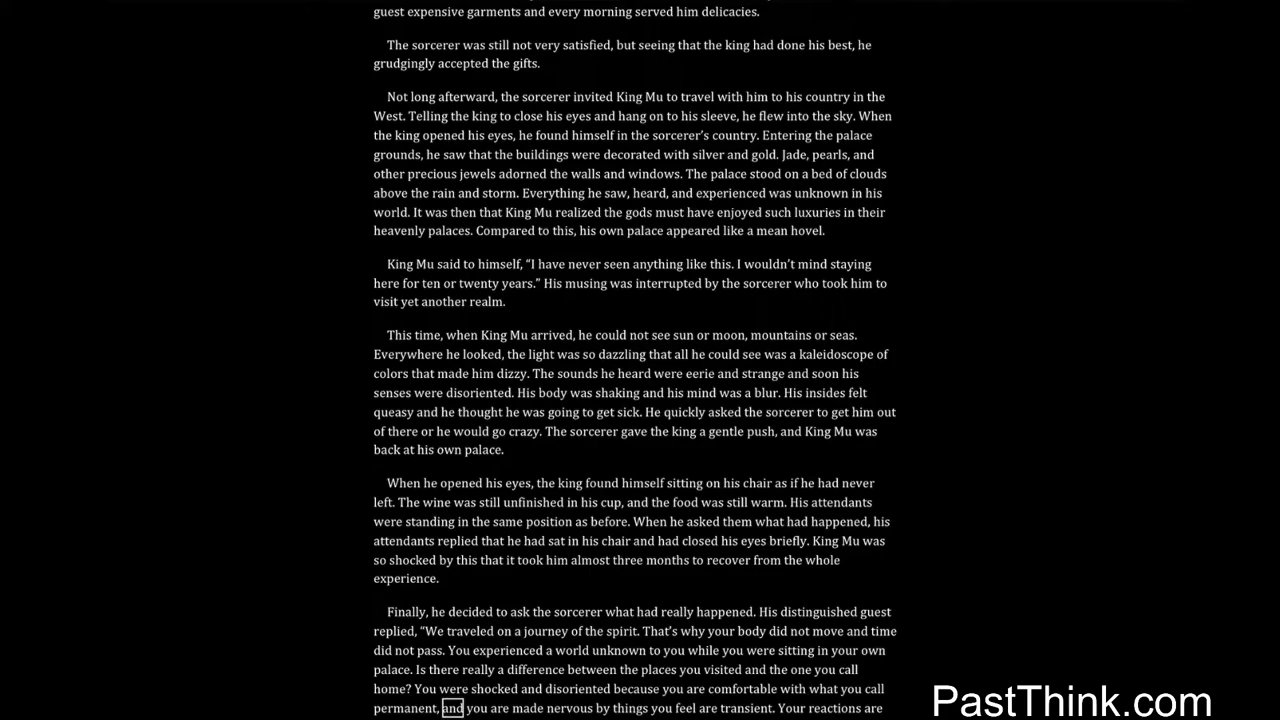 guest expensive garments and every morning served him delicacies.
The sorcerer was still not very satisfied, but seeing that the king had done his best, he
grudgingly accepted the gifts.
Not long afterward, the sorcerer invited King Mu to travel with him to his country in the
West. Telling the king to close his eyes and hang on to his sleeve, he flew into the sky. When
the king opened his eyes, he found himself in the sorcerer’s country. Entering the palace
grounds, he saw that the buildings were decorated with silver and gold. Jade, pearls, and
other precious jewels adorned the walls and windows. The palace stood on a bed of clouds
above the rain and storm. Everything he saw, heard, and experienced was unknown in his
world. It was then that King Mu realized the gods must have enjoyed such luxuries in their
heavenly palaces. Compared to this, his own palace appeared like a mean hovel.
King Mu said to himself, “I have never seen anything like this. I wouldn’t mind staying
here for ten or twenty years.” His musing was interrupted by the sorcerer who took him to
visit yet another realm.
This time, when King Mu arrived, he could not see sun or moon, mountains or seas.
Everywhere he looked, the light was so dazzling that all he could see was a kaleidoscope of
colors that made him dizzy. The sounds he heard were eerie and strange and soon his
senses were disoriented. His body was shaking and his mind was a blur. His insides felt
queasy and he thought he was going to get sick. He quickly asked the sorcerer to get him out
of there or he would go crazy. The sorcerer gave the king a gentle push, and King Mu was
back at his own palace.
When he opened his eyes, the king found himself sitting on his chair as if he had never
left. The wine was still unfinished in his cup, and the food was still warm. His attendants
were standing in the same position as before. When he asked them what had happened, his
attendants replied that he had sat in his chair and had closed his eyes briefly. King Mu was
so shocked by this that it took him almost three months to recover from the whole
experience.
Finally, he decided to ask the sorcerer what had really happened. His distinguished guest
replied, “We traveled on a journey of the spirit. That’s why your body did not move and time
did not pass. You experienced a world unknown to you while you were sitting in your own
palace. Is there really a difference between the places you visited and the one you call
home? You were shocked and disoriented because you are comfortable with what you call
permanent, and you are made nervous by things you feel are transient. Your reactions are
PastThink.com